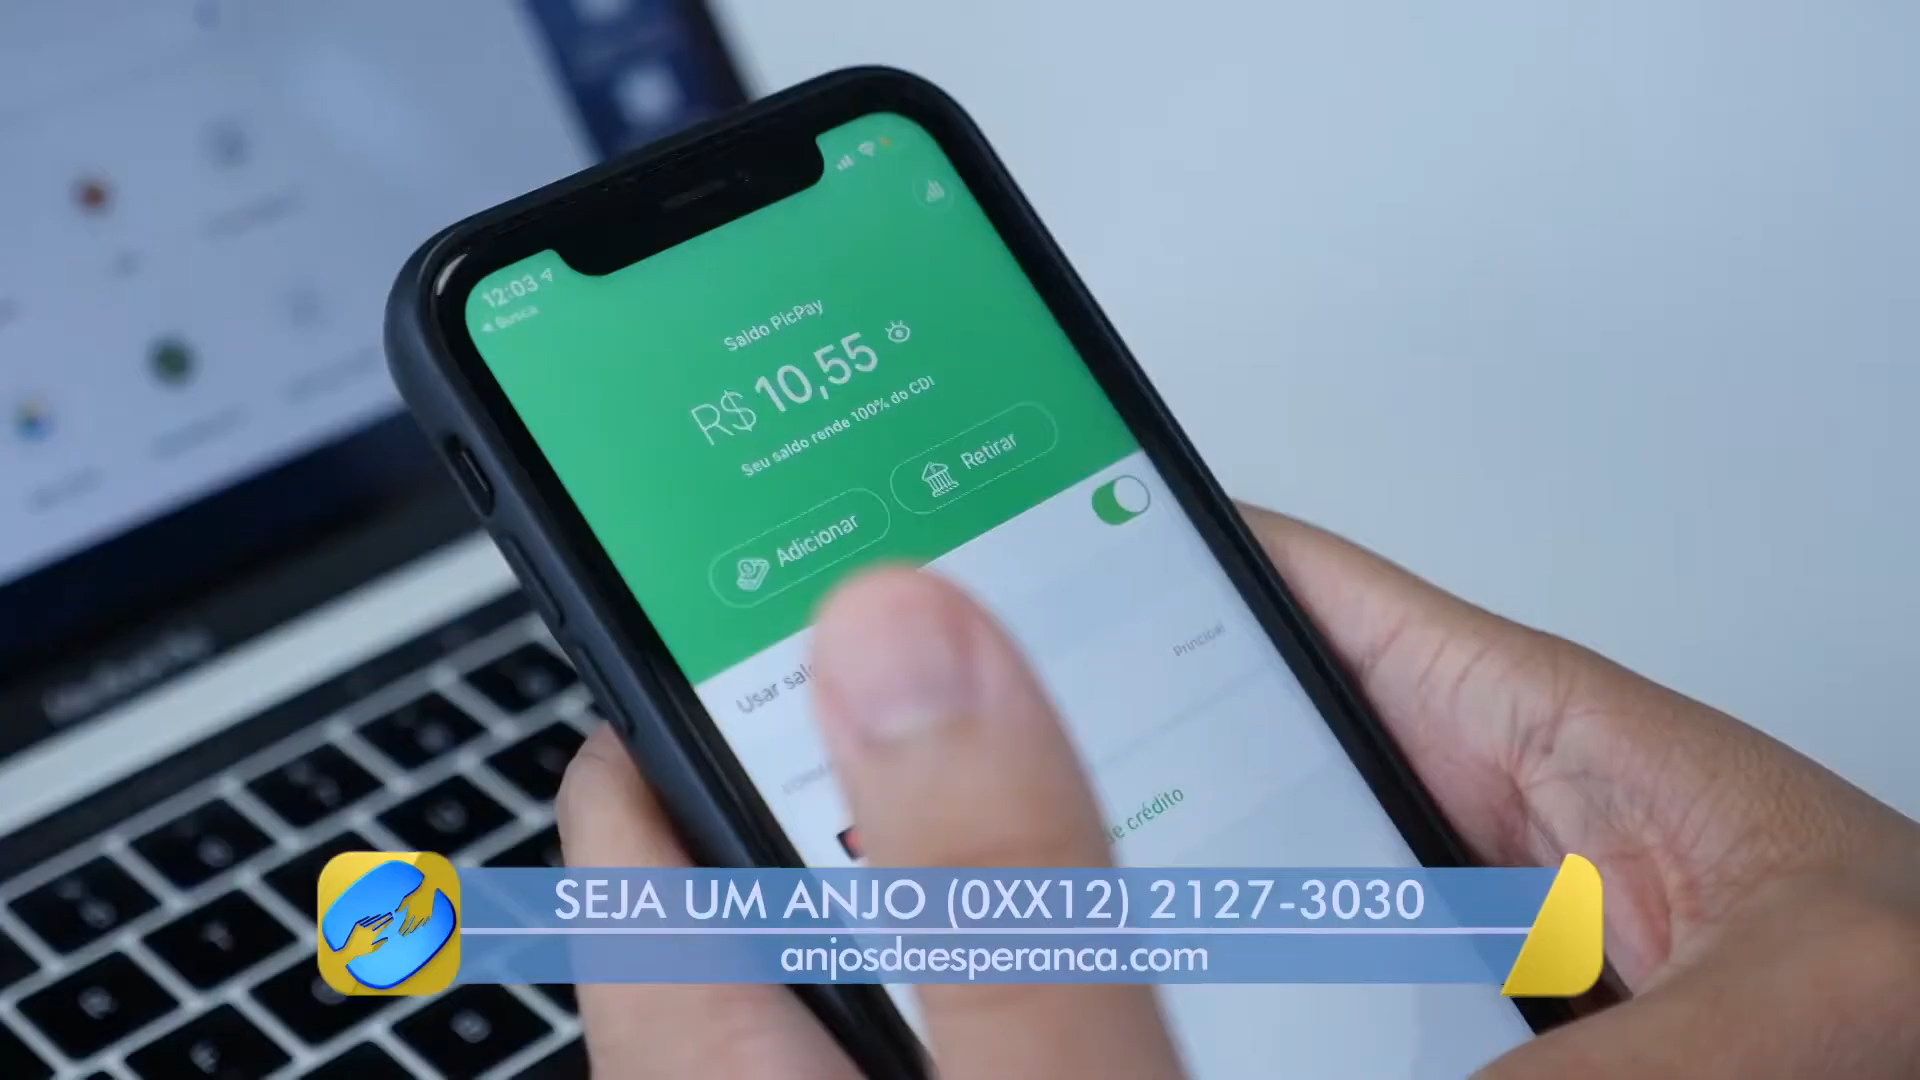 12:03
Busca
Saldo PicPay
R$ 10,55
Seu saldo rende 100% do CDI
Adicionar
Retirar
Usar
Principal
crédito
SEJA UM ANJO (0XX12) 2127-3030
anjosdaesperanca.com